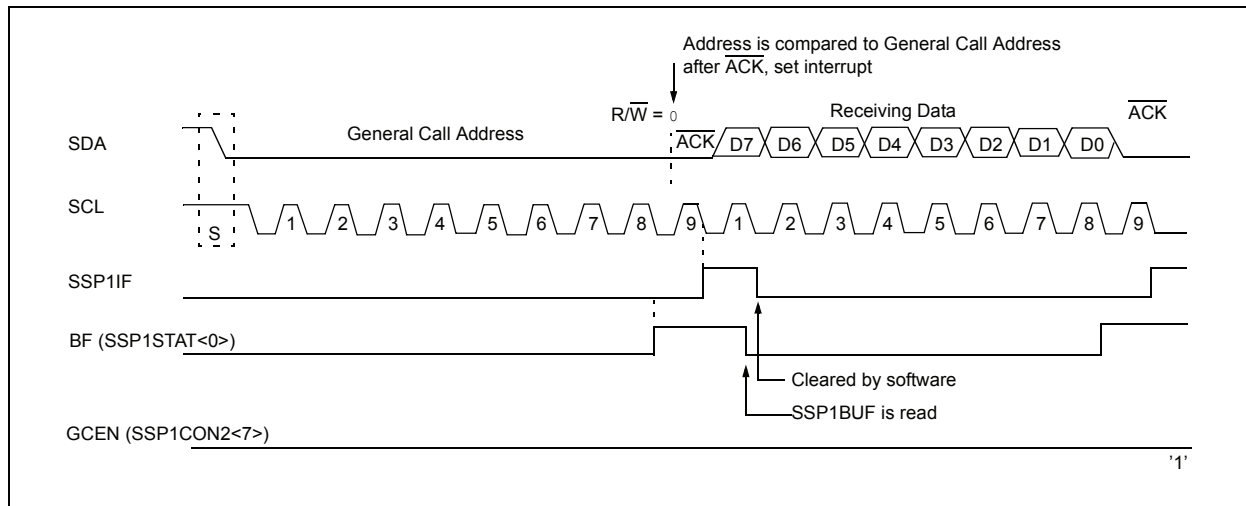 Address is compared to General Call Address
after ACK, set interrupt
R/W = 0
Receiving Data
ACK
General Call Address
SDA
ACK
D7 D6 D5 D4 D3 D2 D1 D0
SCL
S
1 2 3 4 5 6 7 8 9 1 2 3 4 5 6 7 8 9
SSP1IF
BF (SSP1STAT<0>)
Cleared by software
SSP1BUF is read
GCEN (SSP1CON2<7>)
'1'